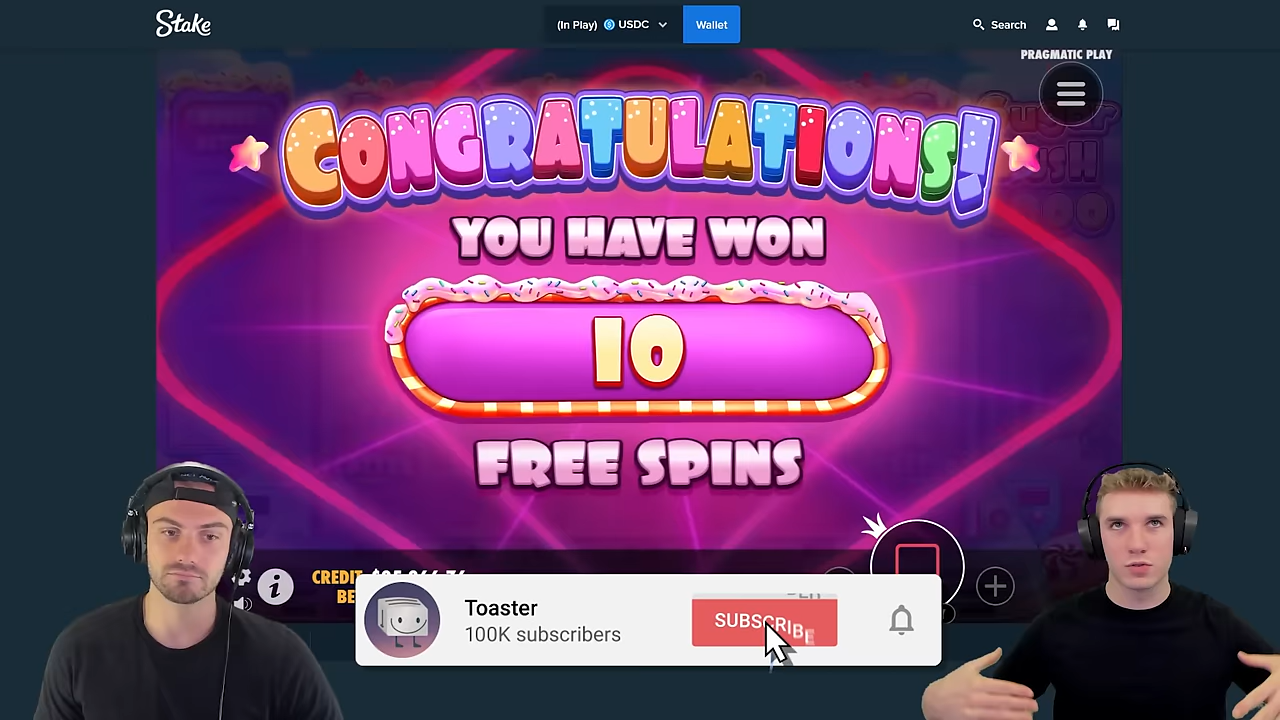 Stake
(In Play) USDC
Wallet
Search
PRAGMATIC PLAY
CONGRATULATIONS!
YOU HAVE WON
10
FREE SPINS
CREDIT
BE
Toaster
100K subscribers
SUBSCRIBE